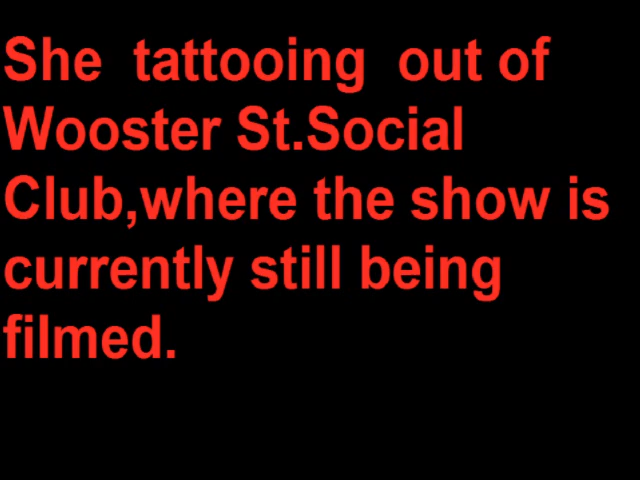 She  tattooing  out of
Wooster St.Social
Club,where the show is
currently still being
filmed.